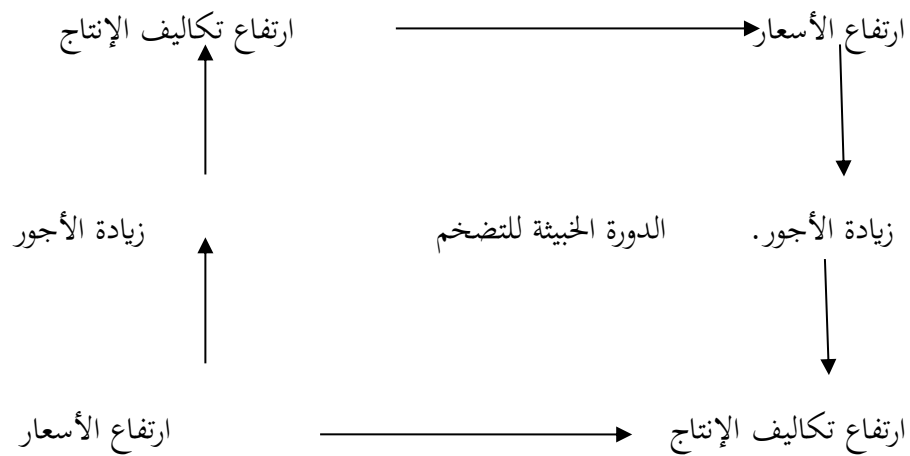 ارتفاع الأسعار
ارتفاع تكاليف الإنتاج
زيادة الأجور.
الدورة الخبيثة للتضخم
زيادة الأجور
ارتفاع تكاليف الإنتاج
ارتفاع الأسعار